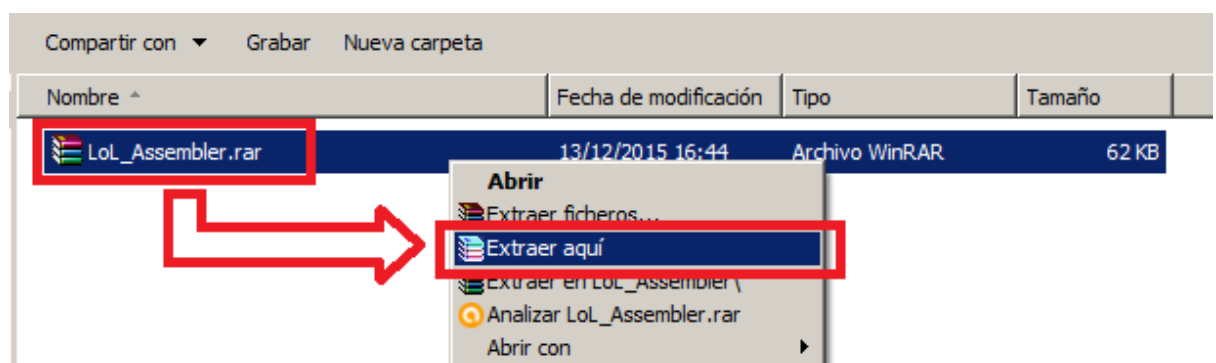 Compartir con Grabar Nueva carpeta
Nombre Fecha de modificación Tipo Tamaño
LoL_Assembler.rar 13/12/2015 16:44 Archivo WinRAR 62 KB
Abrir
Extraer ficheros...
Extraer aquí
Extraer en LoL_Assembler\
Analizar LoL_Assembler.rar
Abrir con